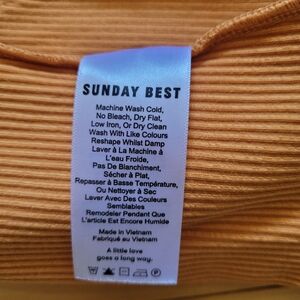 SUNDAY BEST
Machine Wash Cold,
No Bleach, Dry Flat,
Low Iron, Or Dry Clean
Wash With Like Colours
Reshape Whilst Damp
Laver à La Machine à
L'eau Froide,
Pas De Blanchiment,
Sécher à Plat,
Repasser à Basse Température,
Ou Nettoyer à Sec
Laver Avec Des Couleurs
Semblables
Remodeler Pendant Que
L'article Est Encore Humide
Made in Vietnam
Fabriqué eu Vietnam
A little love
goes a long way.